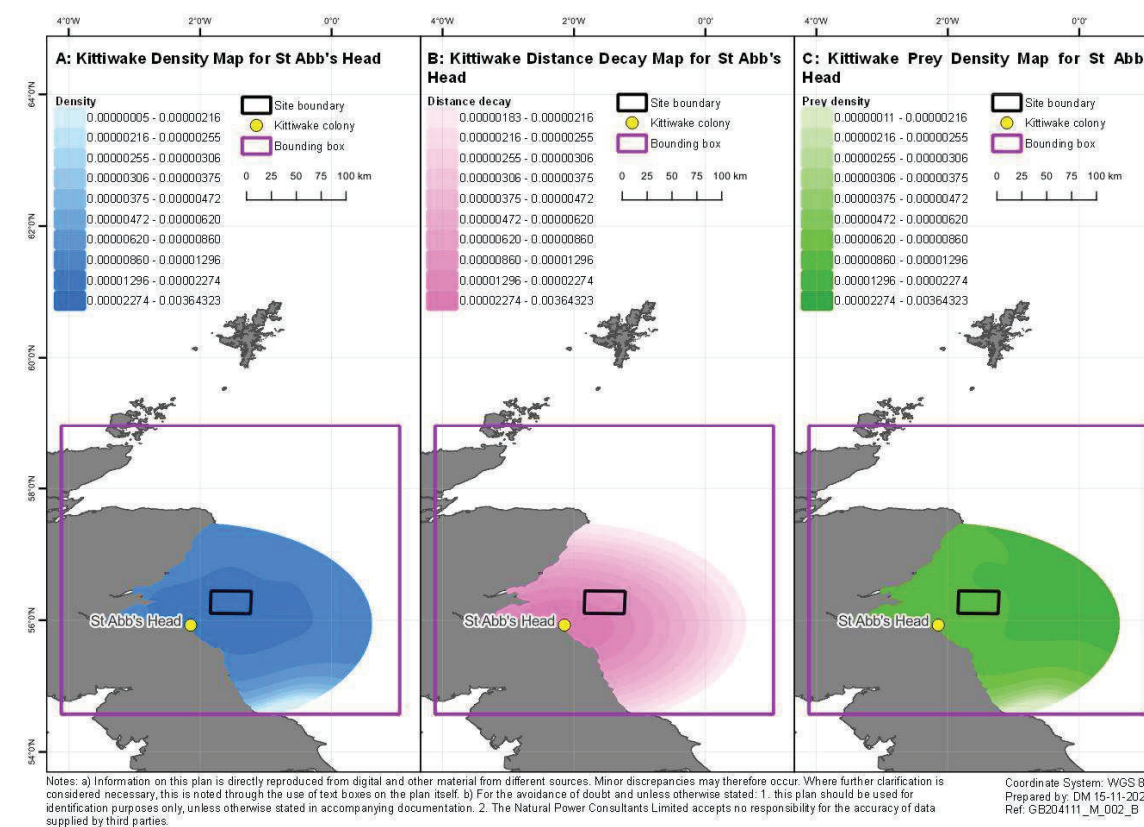 4°0'W 2°0'W 0°0' 4°0'W 2°0'W 0°0' 4°0'W 2°0'W 0°0'
A: Kittiwake Density Map for St Abb's Head
Density
0.00000005 - 0.00000216
0.00000216 - 0.00000255
0.00000255 - 0.00000306
0.00000306 - 0.00000375
0.00000375 - 0.00000472
0.00000472 - 0.00000620
0.00000620 - 0.00000860
0.00000860 - 0.00001296
0.00001296 - 0.00002274
0.00002274 - 0.00364323
Site boundary
Kittiwake colony
Bounding box
0 25 50 75 100 km
St Abb's Head
B: Kittiwake Distance Decay Map for St Abb's
Head
Distance decay
0.00000183 - 0.00000216
0.00000216 - 0.00000255
0.00000255 - 0.00000306
0.00000306 - 0.00000375
0.00000375 - 0.00000472
0.00000472 - 0.00000620
0.00000620 - 0.00000860
0.00000860 - 0.00001296
0.00001296 - 0.00002274
0.00002274 - 0.00364323
Site boundary
Kittiwake colony
Bounding box
0 25 50 75 100 km
St Abb's Head
C: Kittiwake Prey Density Map for St Abb
Head
Prey density
0.00000011 - 0.00000216
0.00000216 - 0.00000255
0.00000255 - 0.00000306
0.00000306 - 0.00000375
0.00000375 - 0.00000472
0.00000472 - 0.00000620
0.00000620 - 0.00000860
0.00000860 - 0.00001296
0.00001296 - 0.00002274
0.00002274 - 0.00364323
Site boundary
Kittiwake colony
Bounding box
0 25 50 75 100 km
St Abb's Head
64°0'N
62°0'N
60°0'N
58°0'N
56°0'N
54°0'N
Notes: a) Information on this plan is directly reproduced from digital and other material from different sources. Minor discrepancies may therefore occur. Where further clarification is
considered necessary, this is noted through the use of text boxes on the plan itself. b) For the avoidance of doubt and unless otherwise stated: 1. this plan should be used for
identification purposes only, unless otherwise stated in accompanying documentation. 2. The Natural Power Consultants Limited accepts no responsibility for the accuracy of data
supplied by third parties.
Coordinate System: WGS 8
Prepared by: DM 15-11-202
Ref: GB204111_M_002_B